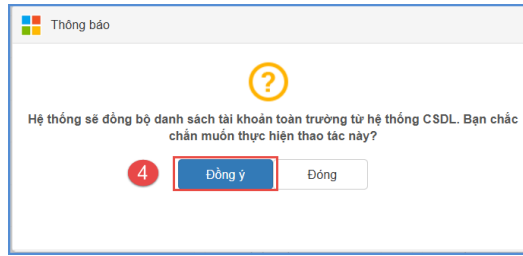 Thông báo
Hệ thống sẽ đồng bộ danh sách tài khoản toàn trường từ hệ thống CSDL. Bạn chắc
chắn muốn thực hiện thao tác này?
4 Đồng ý Đóng